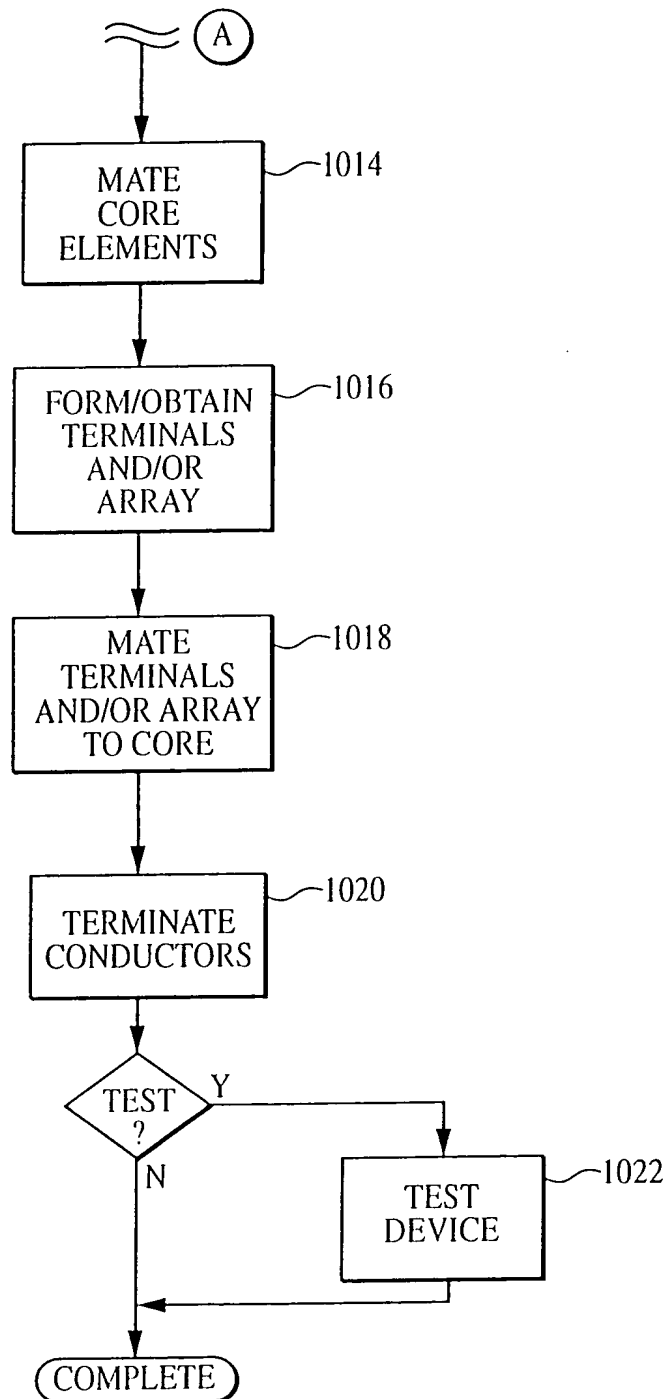 A
MATE
CORE
ELEMENTS
1014
FORM/OBTAIN
TERMINALS
AND/OR
ARRAY
1016
MATE
TERMINALS
AND/OR ARRAY
TO CORE
1018
TERMINATE
CONDUCTORS
1020
TEST
?
Y
N
TEST
DEVICE
1022
COMPLETE